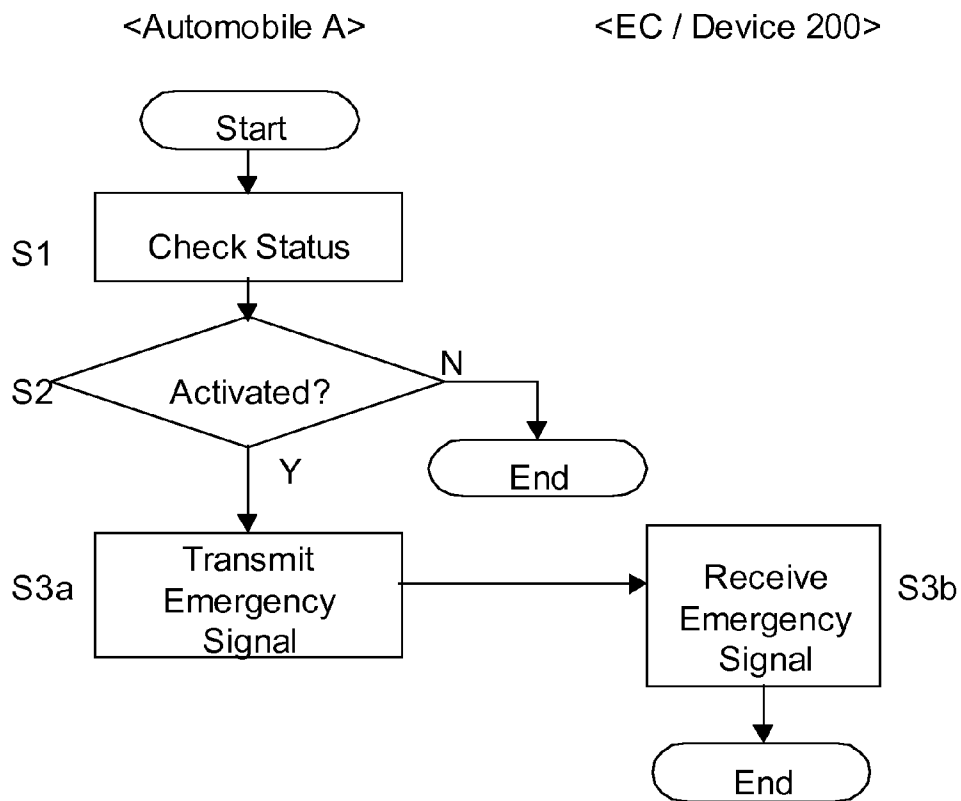 <Automobile A>
<EC / Device 200>
Start
S1
Check Status
S2
Activated?
N
Y
End
S3a
Transmit
Emergency
Signal
Receive
Emergency
Signal
S3b
End